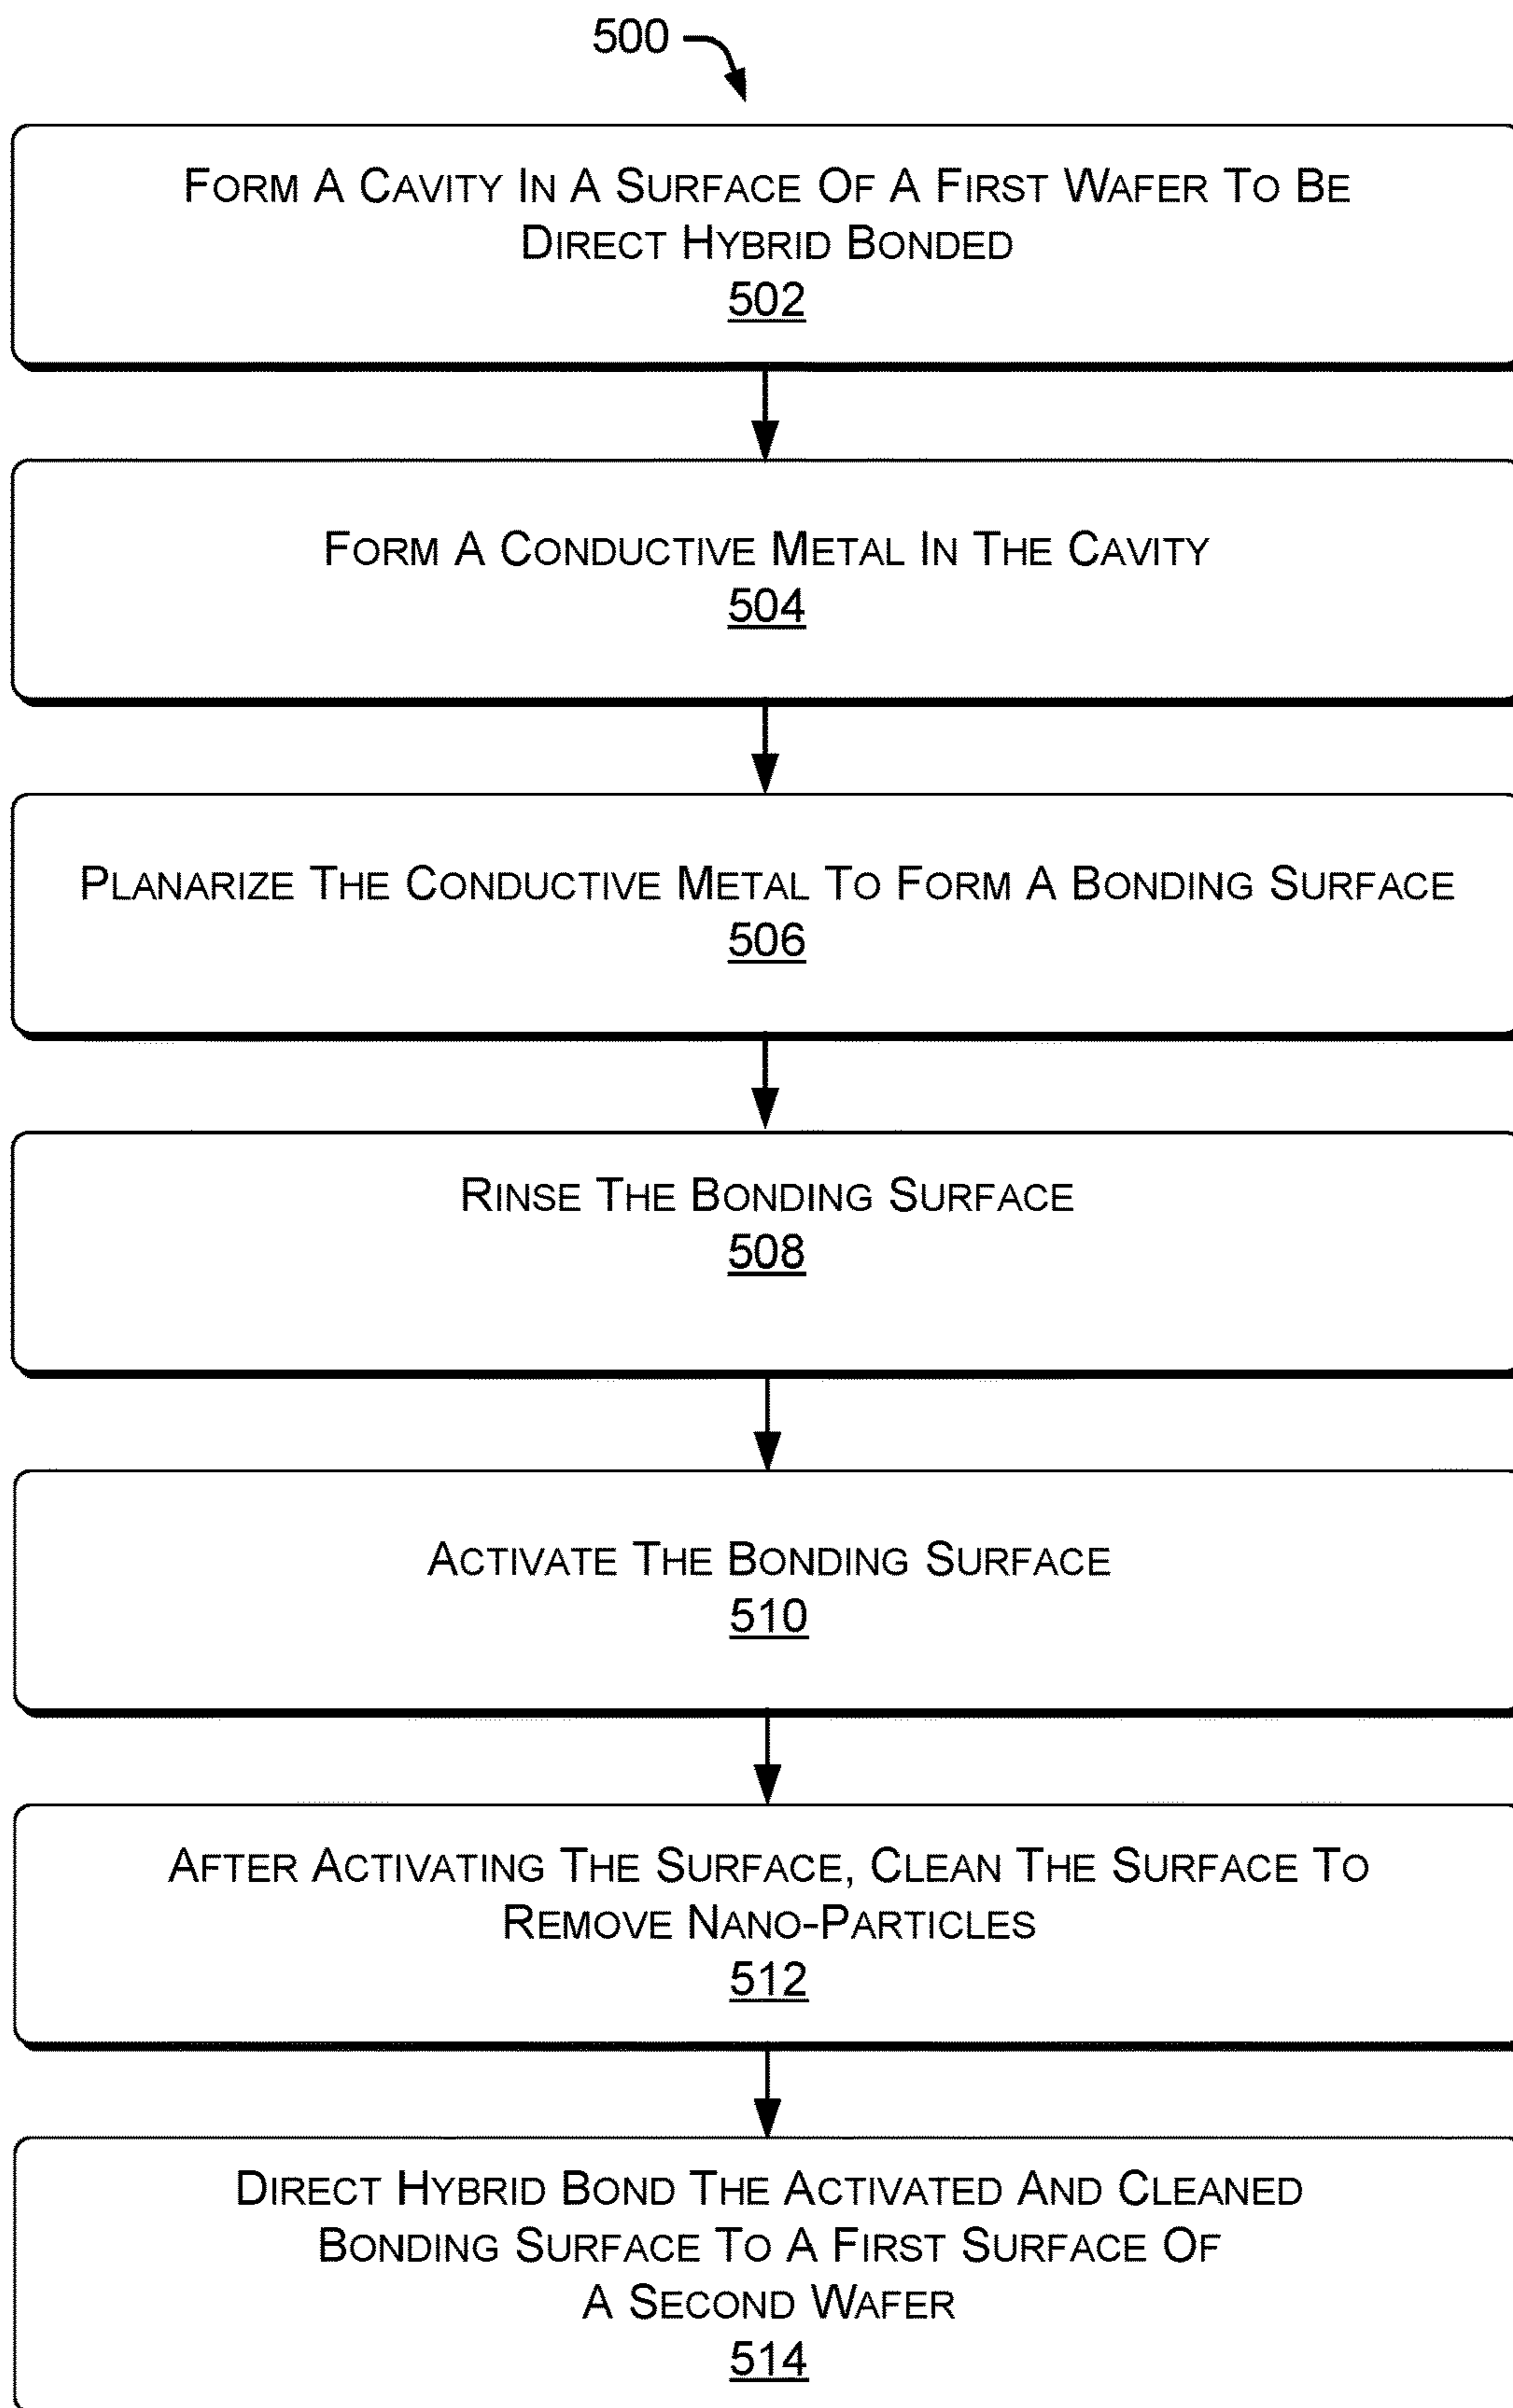 500
FORM A CAVITY IN A SURFACE OF A FIRST WAFER TO BE
DIRECT HYBRID BONDED
502
FORM A CONDUCTIVE METAL IN THE CAVITY
504
PLANARIZE THE CONDUCTIVE METAL TO FORM A BONDING SURFACE
506
RINSE THE BONDING SURFACE
508
ACTIVATE THE BONDING SURFACE
510
AFTER ACTIVATING THE SURFACE, CLEAN THE SURFACE TO
REMOVE NANO-PARTICLES
512
DIRECT HYBRID BOND THE ACTIVATED AND CLEANED
BONDING SURFACE TO A FIRST SURFACE OF
A SECOND WAFER
514